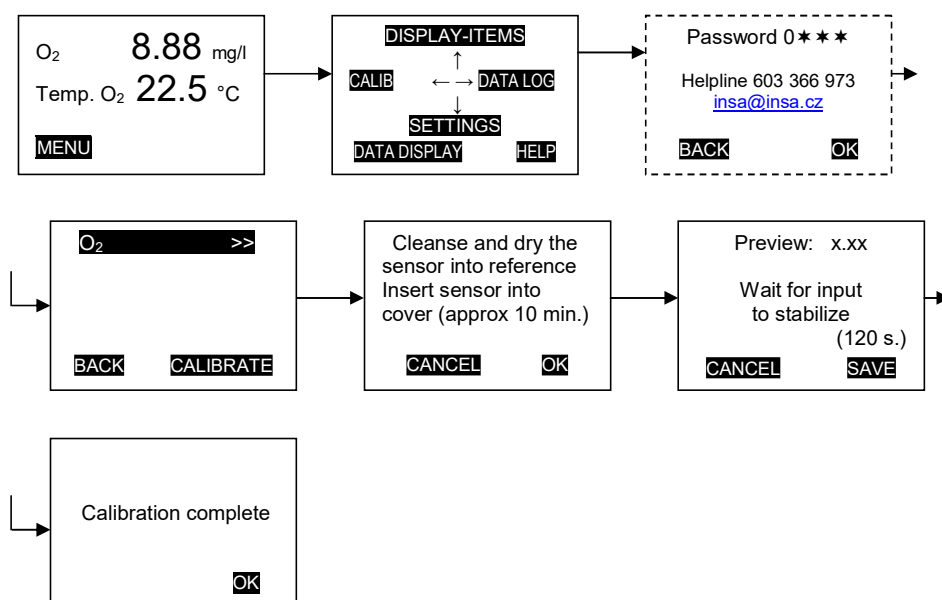 O₂ 8.88 mg/l
Temp. O₂ 22.5 °C
MENU
DISPLAY-ITEMS
↑
CALIB ←→ DATA LOG
↓
SETTINGS
DATA DISPLAY HELP
Password 0✶✶✶
Helpline 603 366 973
insa@insa.cz
BACK OK
O₂ >>
BACK CALIBRATE
Cleanse and dry the
sensor into reference
Insert sensor into
cover (approx 10 min.)
CANCEL OK
Preview: x.xx
Wait for input
to stabilize
(120 s.)
CANCEL SAVE
Calibration complete
OK